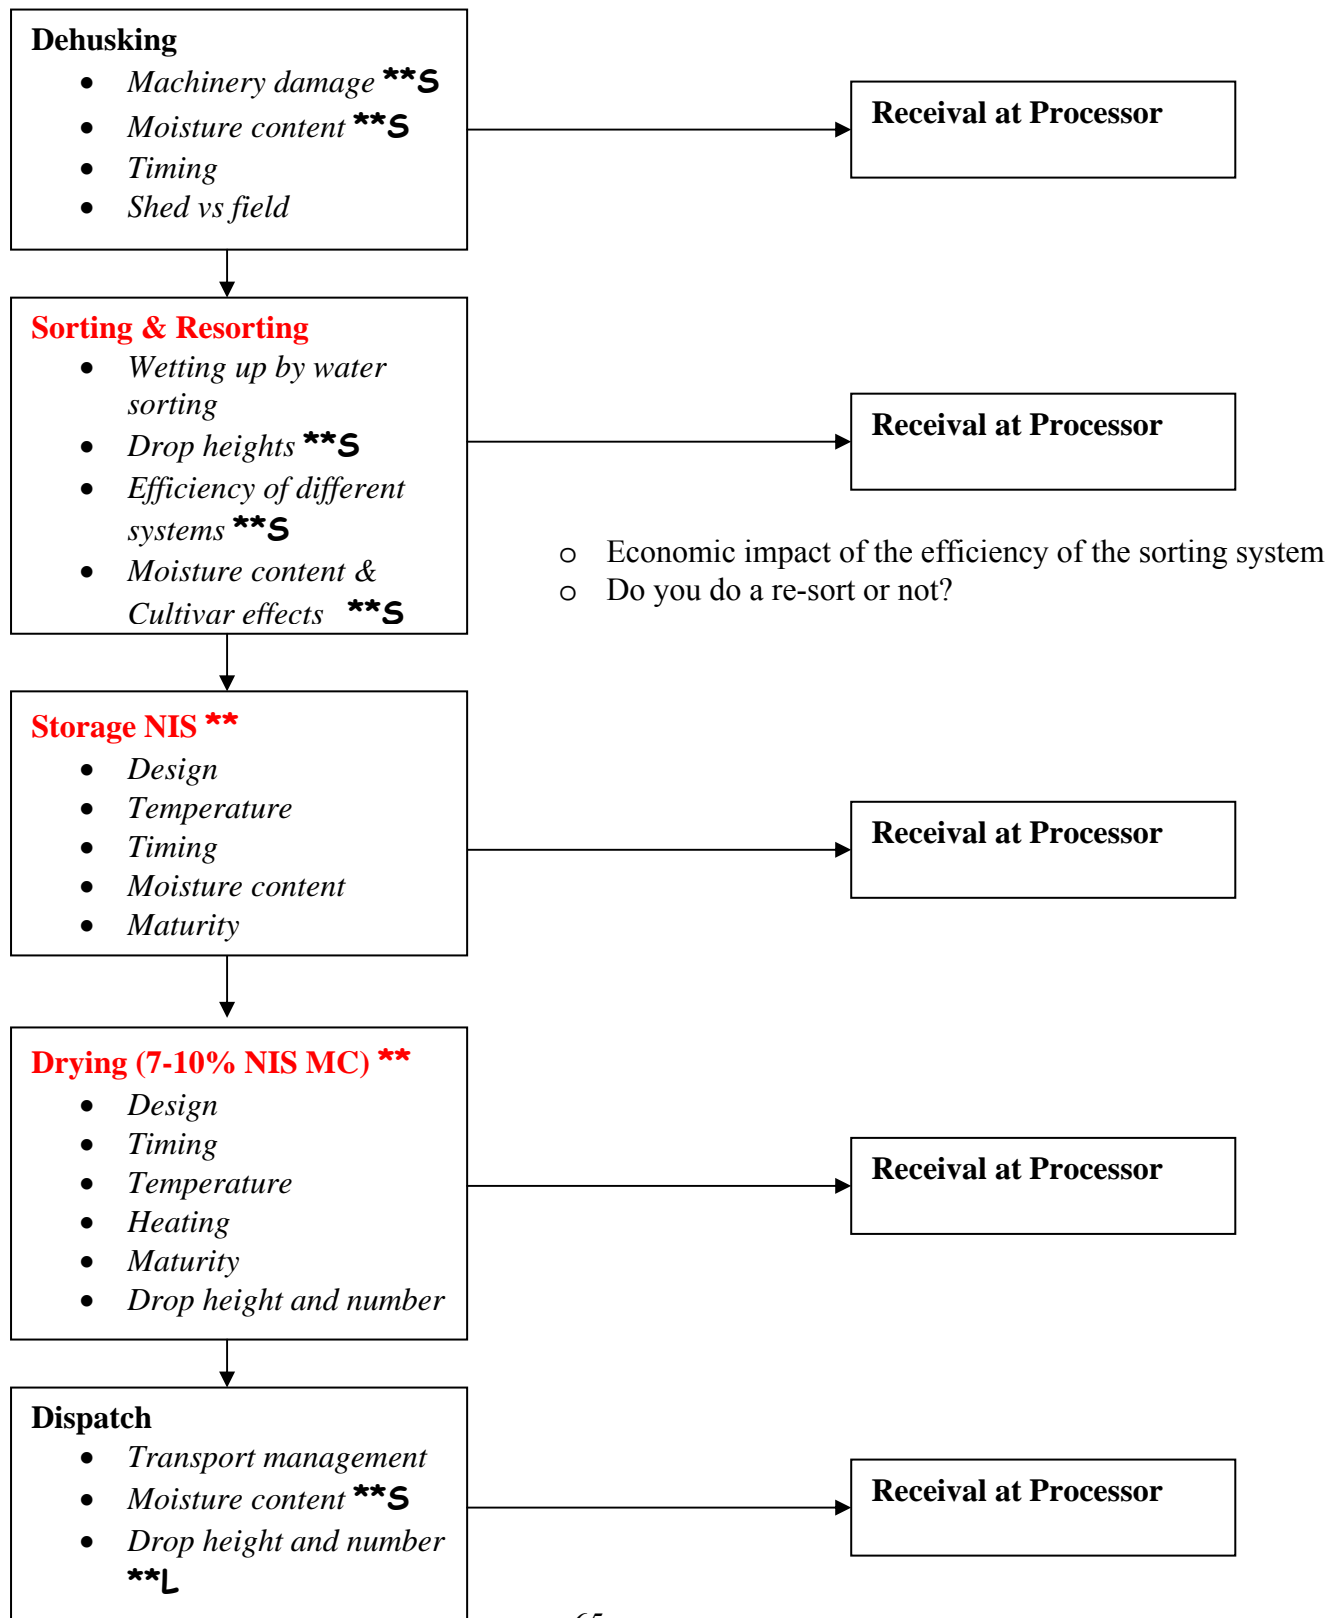 Dehusking
• Machinery damage **S
• Moisture content **S
• Timing
• Shed vs field
Receival at Processor
Sorting & Resorting
• Wetting up by water
sorting
• Drop heights **S
• Efficiency of different
systems **S
• Moisture content &
Cultivar effects **S
Receival at Processor
o Economic impact of the efficiency of the sorting system
o Do you do a re-sort or not?
Storage NIS **
• Design
• Temperature
• Timing
• Moisture content
• Maturity
Receival at Processor
Drying (7-10% NIS MC) **
• Design
• Timing
• Temperature
• Heating
• Maturity
• Drop height and number
Receival at Processor
Dispatch
• Transport management
• Moisture content **S
• Drop height and number
**L
Receival at Processor
65